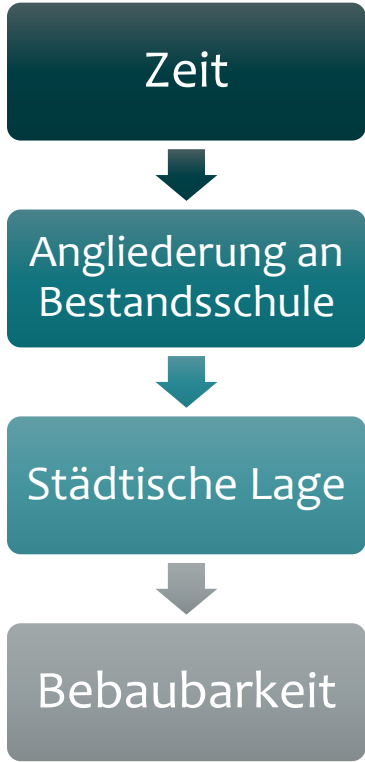 Zeit
Angliederung an
Bestandsschule
Städtische Lage
Bebaubarkeit